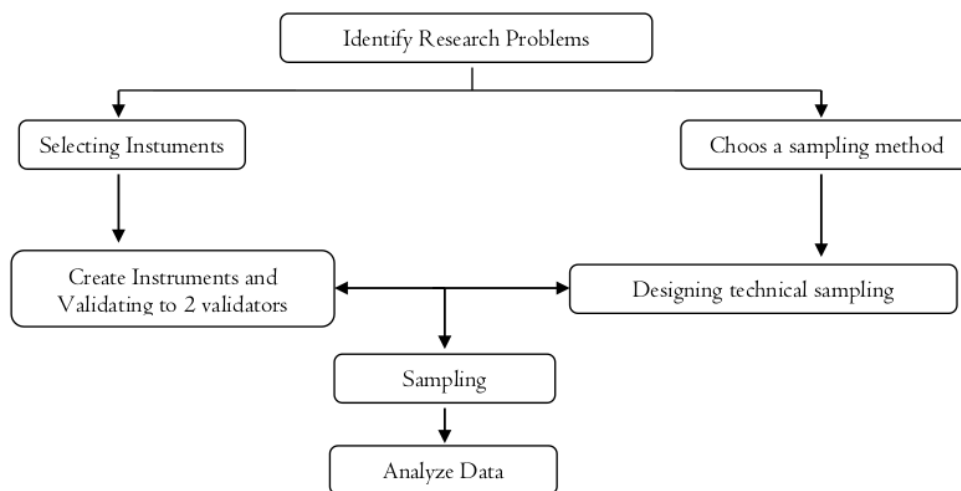 Identify Research Problems
Selecting Instuments
Choos a sampling method
Create Instruments and
Validating to 2 validators
Designing technical sampling
Sampling
Analyze Data